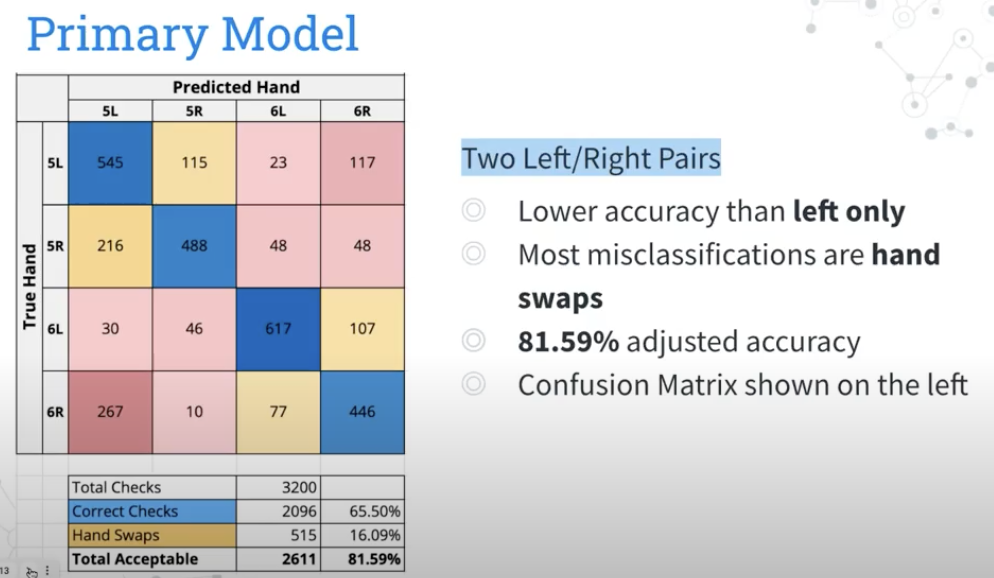 Primary Model
Predicted Hand
5L 5R 6L 6R
True Hand
5L 545 115 23 117
5R 216 488 48 48
6L 30 46 617 107
6R 267 10 77 446
Total Checks 3200
Correct Checks 2096 65.50%
Hand Swaps 515 16.09%
Total Acceptable 2611 81.59%
Two Left/Right Pairs
Lower accuracy than left only
Most misclassifications are hand
swaps
81.59% adjusted accuracy
Confusion Matrix shown on the left
13